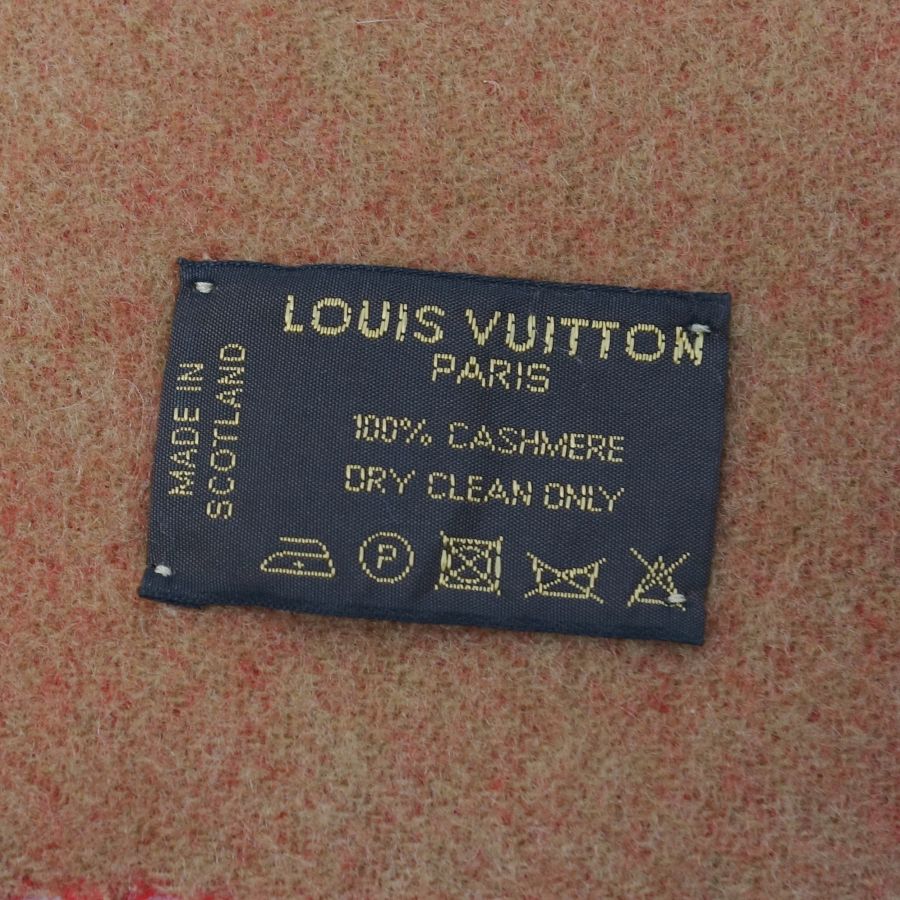 LOUIS VUITTON
PARIS
100% CASHMERE
DRY CLEAN ONLY
P
MADE IN
SCOTLAND